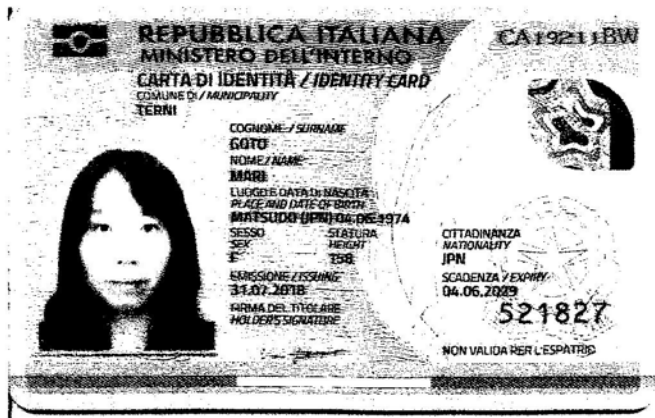 REPUBBLICA ITALIANA
CA19211BW
MINISTERO DELL'INTERNO
CARTA DI IDENTITÀ / IDENTITY CARD
COMUNE DI / MUNICIPALITY
TERNI
COGNOME / SURNAME
GOTO
NOME / NAME
MARI
LUOGO E DATA DI NASCITA
PLACE AND DATE OF BIRTH
MATSUDO (JPN) 04.06.1974
SESSO STATURA CITTADINANZA
SEX HEIGHT NATIONALITY
F 158 JPN
EMISSIONE / ISSUING SCADENZA / EXPIRY
31.07.2018 04.06.2029
FIRMA DEL TITOLARE
HOLDER'S SIGNATURE
521827
NON VALIDA PER L'ESPATRIO